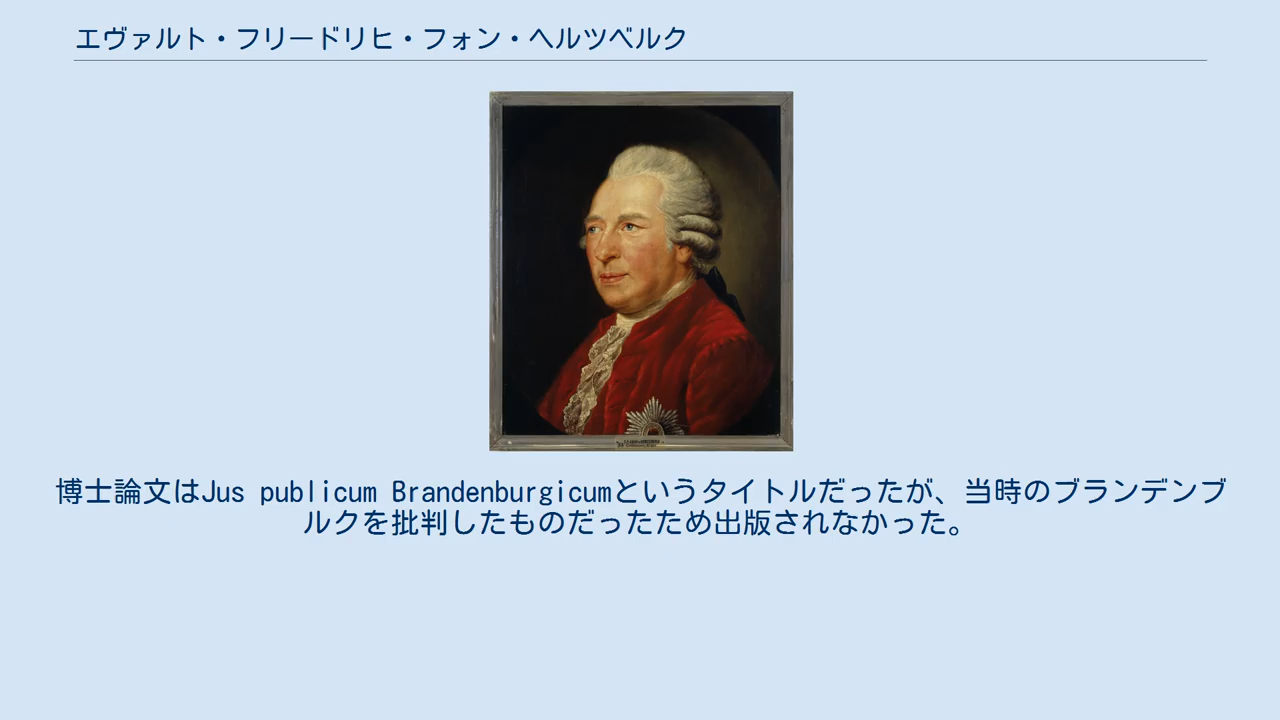 エヴァルト・フリードリヒ・フォン・ヘルツベルク
博士論文はJus publicum Brandenburgicumというタイトルだったが、当時のブランデンブ
ルクを批判したものだったため出版されなかった。